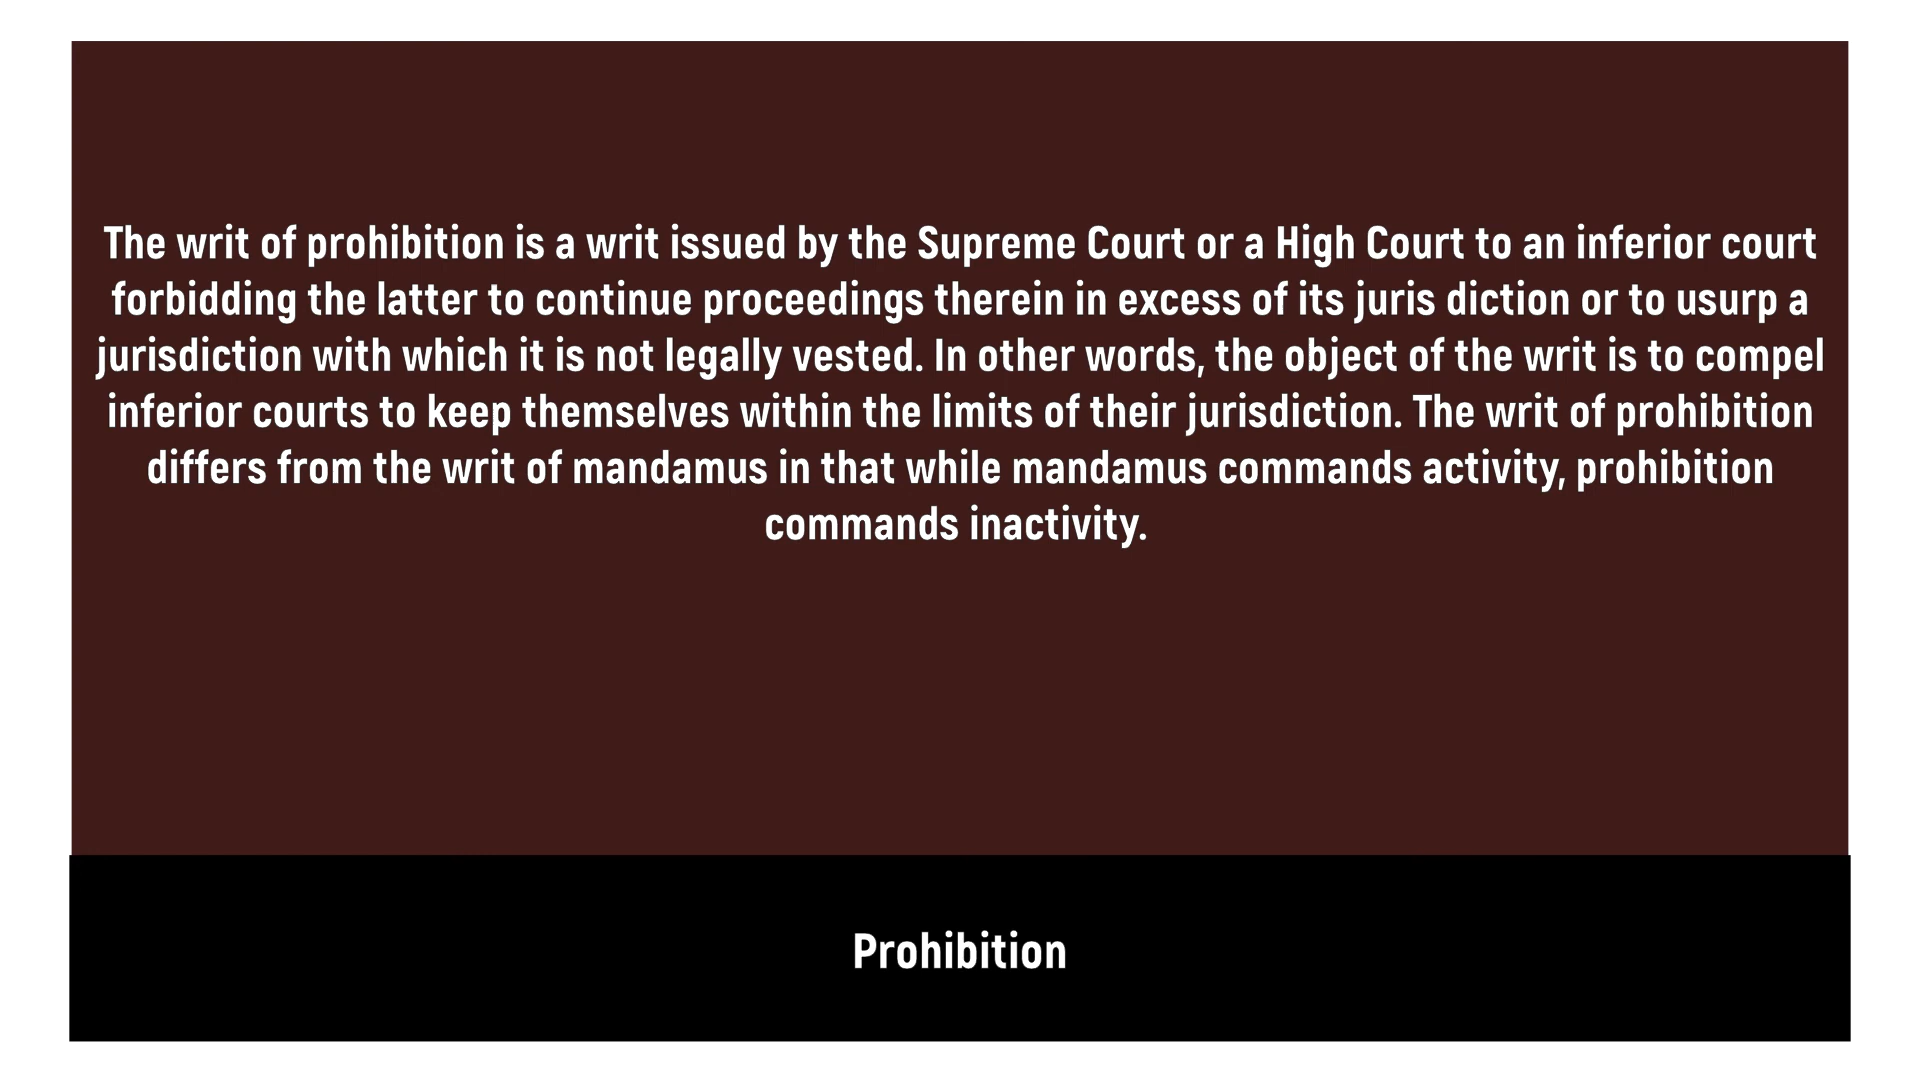 The writ of prohibition is a writ issued by the Supreme Court or a High Court to an inferior court
forbidding the latter to continue proceedings therein in excess of its juris diction or to usurp a
jurisdiction with which it is not legally vested. In other words, the object of the writ is to compel
inferior courts to keep themselves within the limits of their jurisdiction. The writ of prohibition
differs from the writ of mandamus in that while mandamus commands activity, prohibition
commands inactivity.
Prohibition